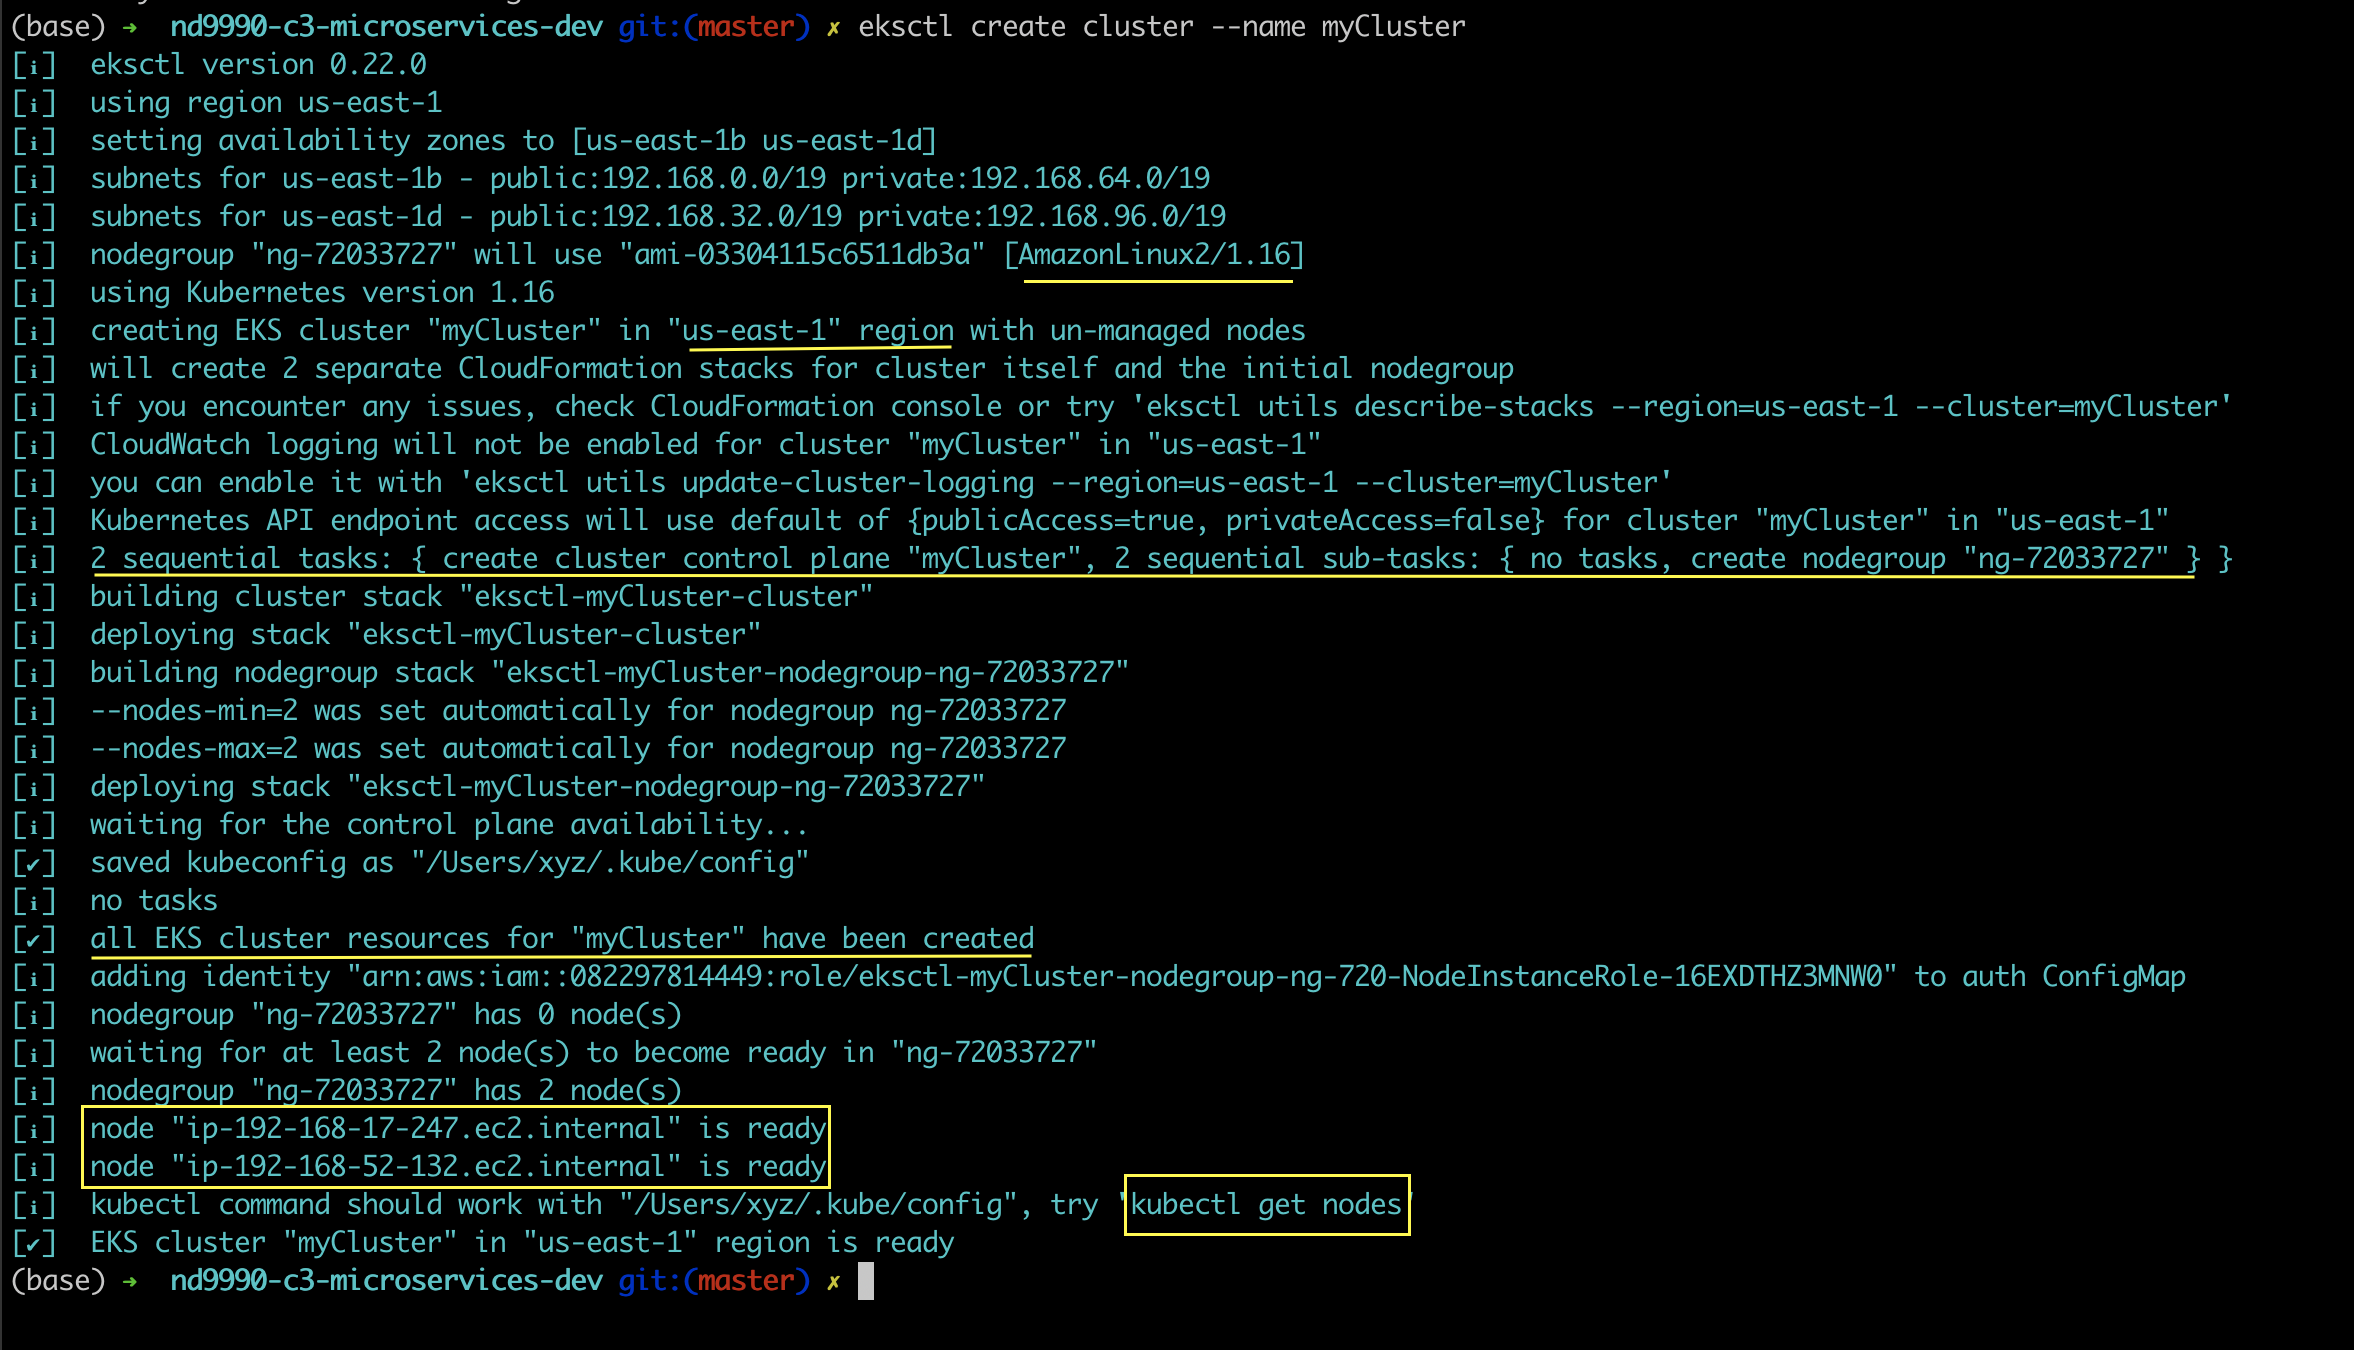 (base) ➜  nd9990-c3-microservices-dev git:(master) ✗ eksctl create cluster --name myCluster
[ℹ]  eksctl version 0.22.0
[ℹ]  using region us-east-1
[ℹ]  setting availability zones to [us-east-1b us-east-1d]
[ℹ]  subnets for us-east-1b - public:192.168.0.0/19 private:192.168.64.0/19
[ℹ]  subnets for us-east-1d - public:192.168.32.0/19 private:192.168.96.0/19
[ℹ]  nodegroup "ng-72033727" will use "ami-03304115c6511db3a" [AmazonLinux2/1.16]
[ℹ]  using Kubernetes version 1.16
[ℹ]  creating EKS cluster "myCluster" in "us-east-1" region with un-managed nodes
[ℹ]  will create 2 separate CloudFormation stacks for cluster itself and the initial nodegroup
[ℹ]  if you encounter any issues, check CloudFormation console or try 'eksctl utils describe-stacks --region=us-east-1 --cluster=myCluster'
[ℹ]  CloudWatch logging will not be enabled for cluster "myCluster" in "us-east-1"
[ℹ]  you can enable it with 'eksctl utils update-cluster-logging --region=us-east-1 --cluster=myCluster'
[ℹ]  Kubernetes API endpoint access will use default of {publicAccess=true, privateAccess=false} for cluster "myCluster" in "us-east-1"
[ℹ]  2 sequential tasks: { create cluster control plane "myCluster", 2 sequential sub-tasks: { no tasks, create nodegroup "ng-72033727" } }
[ℹ]  building cluster stack "eksctl-myCluster-cluster"
[ℹ]  deploying stack "eksctl-myCluster-cluster"
[ℹ]  building nodegroup stack "eksctl-myCluster-nodegroup-ng-72033727"
[ℹ]  --nodes-min=2 was set automatically for nodegroup ng-72033727
[ℹ]  --nodes-max=2 was set automatically for nodegroup ng-72033727
[ℹ]  deploying stack "eksctl-myCluster-nodegroup-ng-72033727"
[ℹ]  waiting for the control plane availability...
[✔]  saved kubeconfig as "/Users/xyz/.kube/config"
[ℹ]  no tasks
[✔]  all EKS cluster resources for "myCluster" have been created
[ℹ]  adding identity "arn:aws:iam::082297814449:role/eksctl-myCluster-nodegroup-ng-720-NodeInstanceRole-16EXDTHZ3MNW0" to auth ConfigMap
[ℹ]  nodegroup "ng-72033727" has 0 node(s)
[ℹ]  waiting for at least 2 node(s) to become ready in "ng-72033727"
[ℹ]  nodegroup "ng-72033727" has 2 node(s)
[ℹ]  node "ip-192-168-17-247.ec2.internal" is ready
[ℹ]  node "ip-192-168-52-132.ec2.internal" is ready
[ℹ]  kubectl command should work with "/Users/xyz/.kube/config", try 'kubectl get nodes'
[✔]  EKS cluster "myCluster" in "us-east-1" region is ready
(base) ➜  nd9990-c3-microservices-dev git:(master) ✗